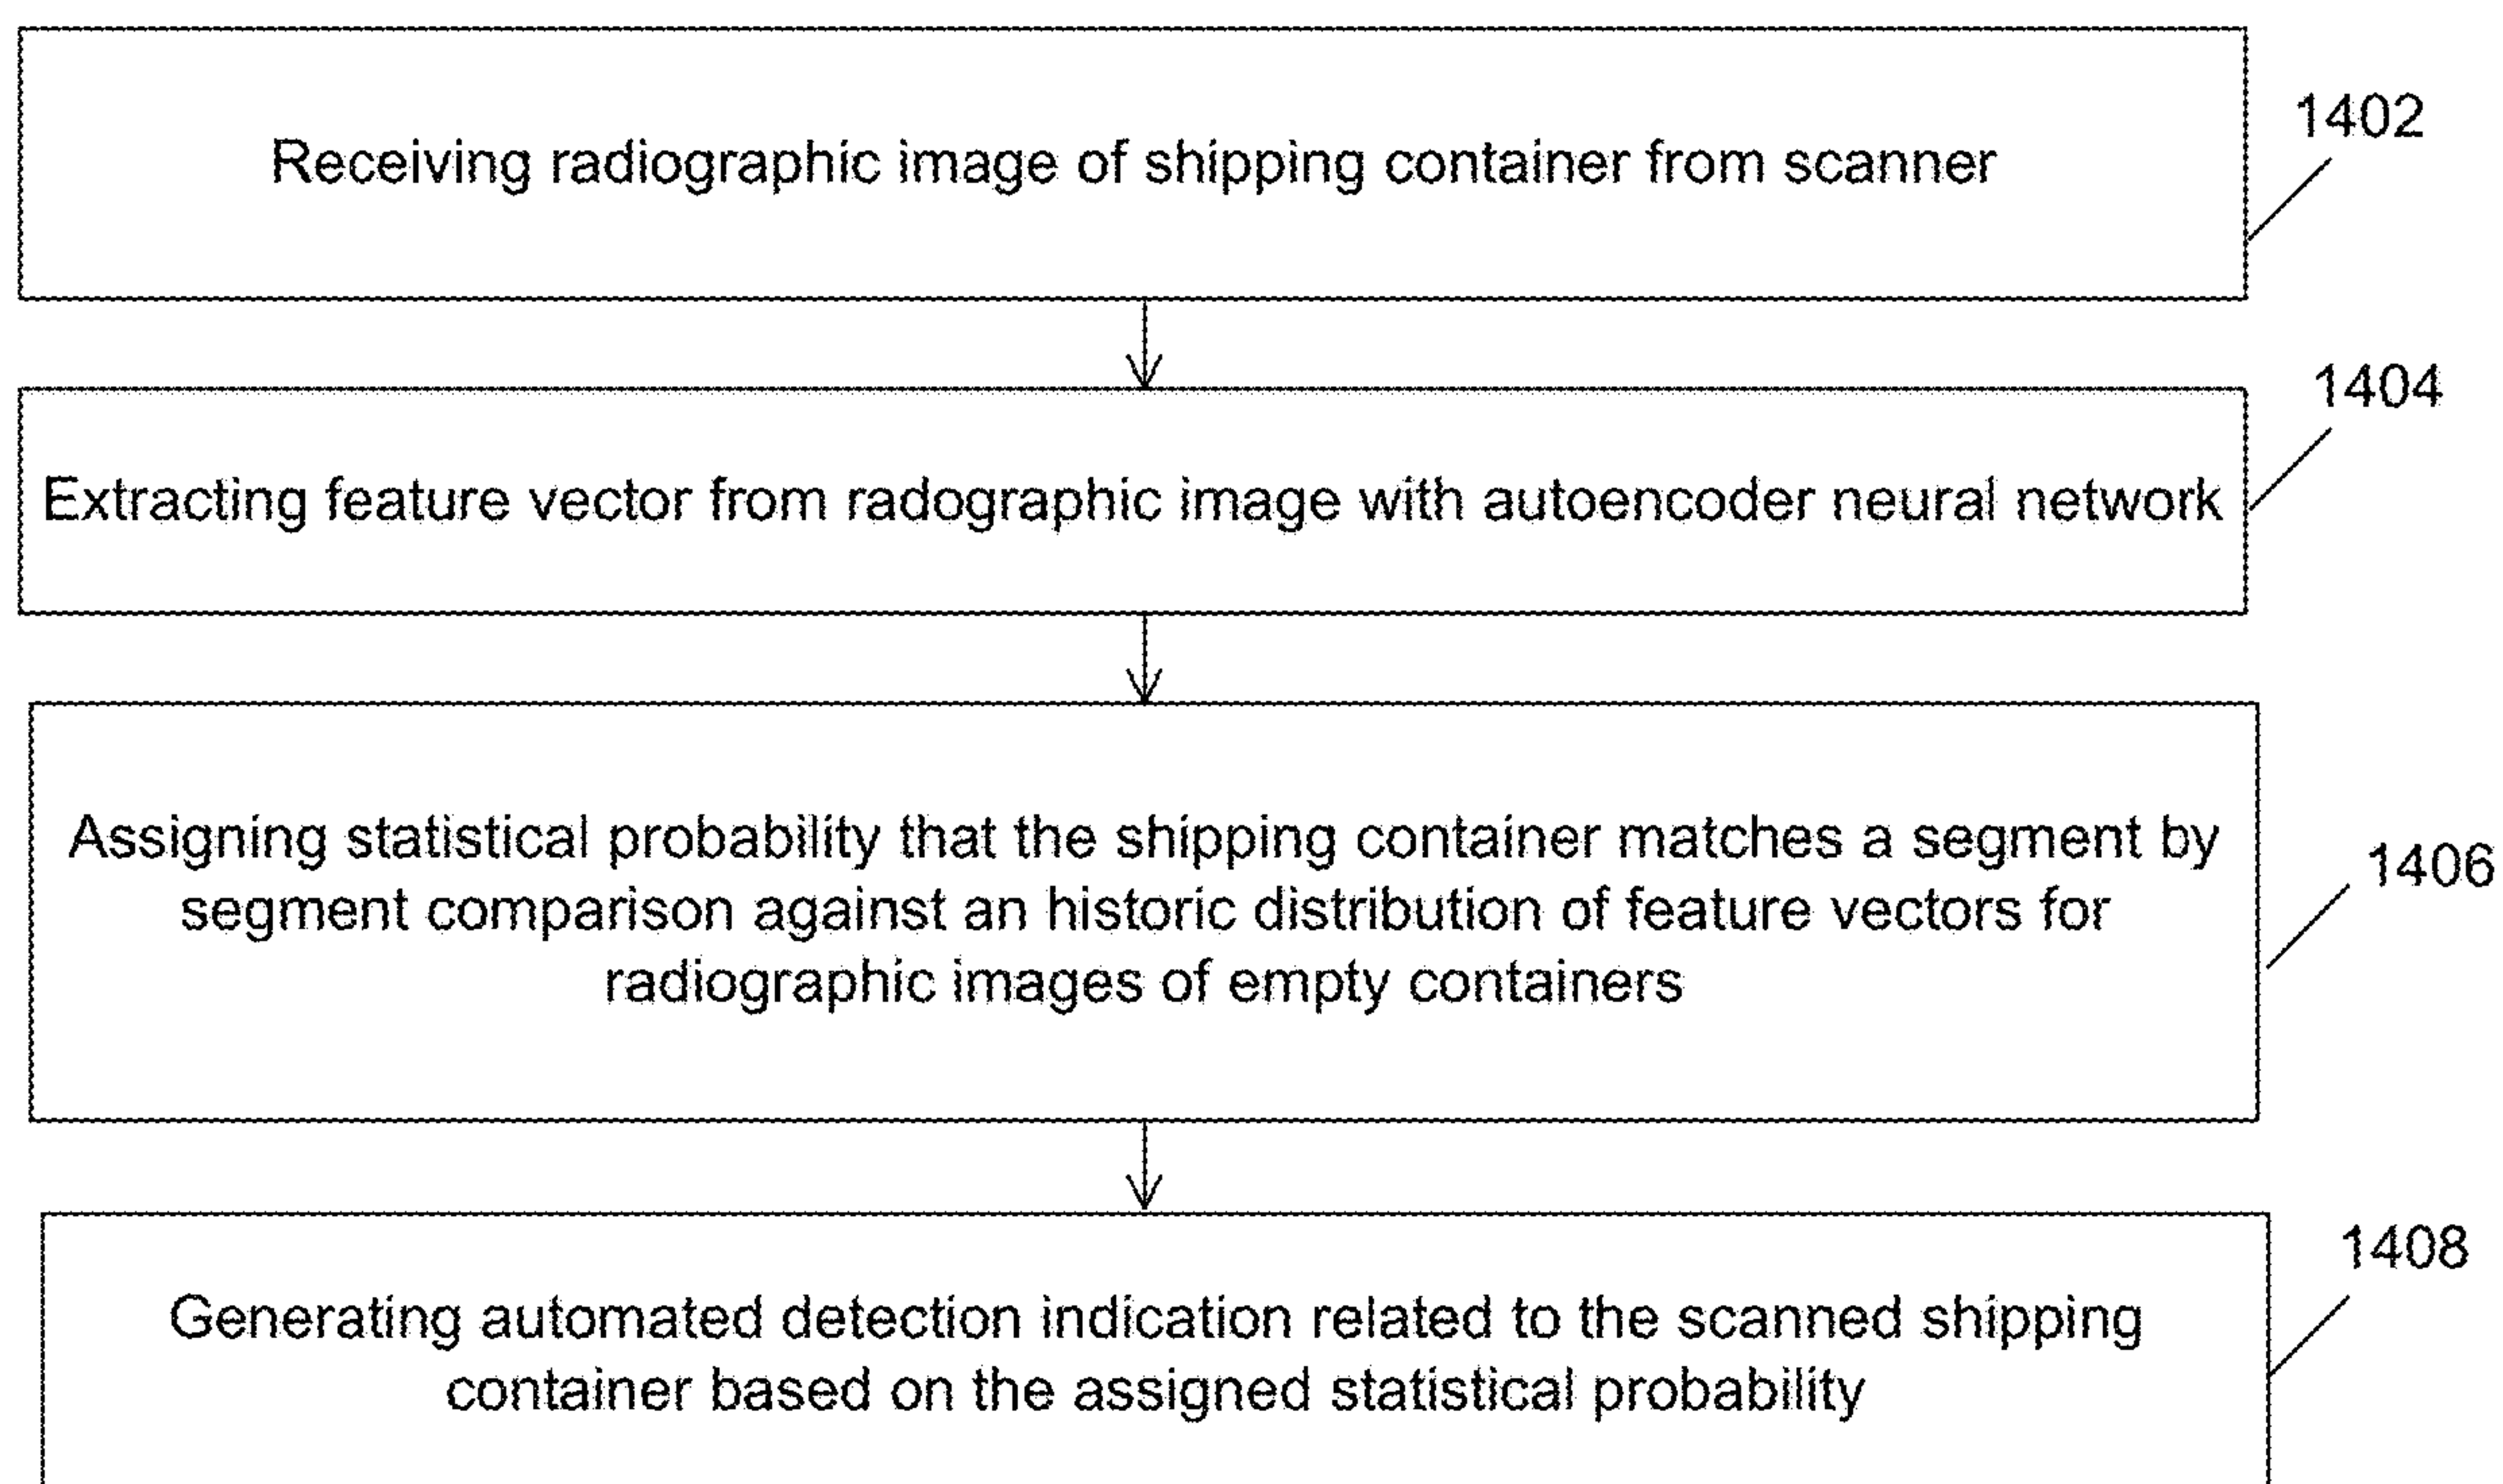 Receiving radiographic image of shipping container from scanner
1402
1404
Extracting feature vector from radographic image with autoencoder neural network
Assigning statistical probability that the shipping container matches a segment by
1406
segment comparison against an historic distribution of feature vectors for
radiographic images of empty containers
1408
Generating automated detection indication related to the scanned shipping
container based on the assigned statistical probability